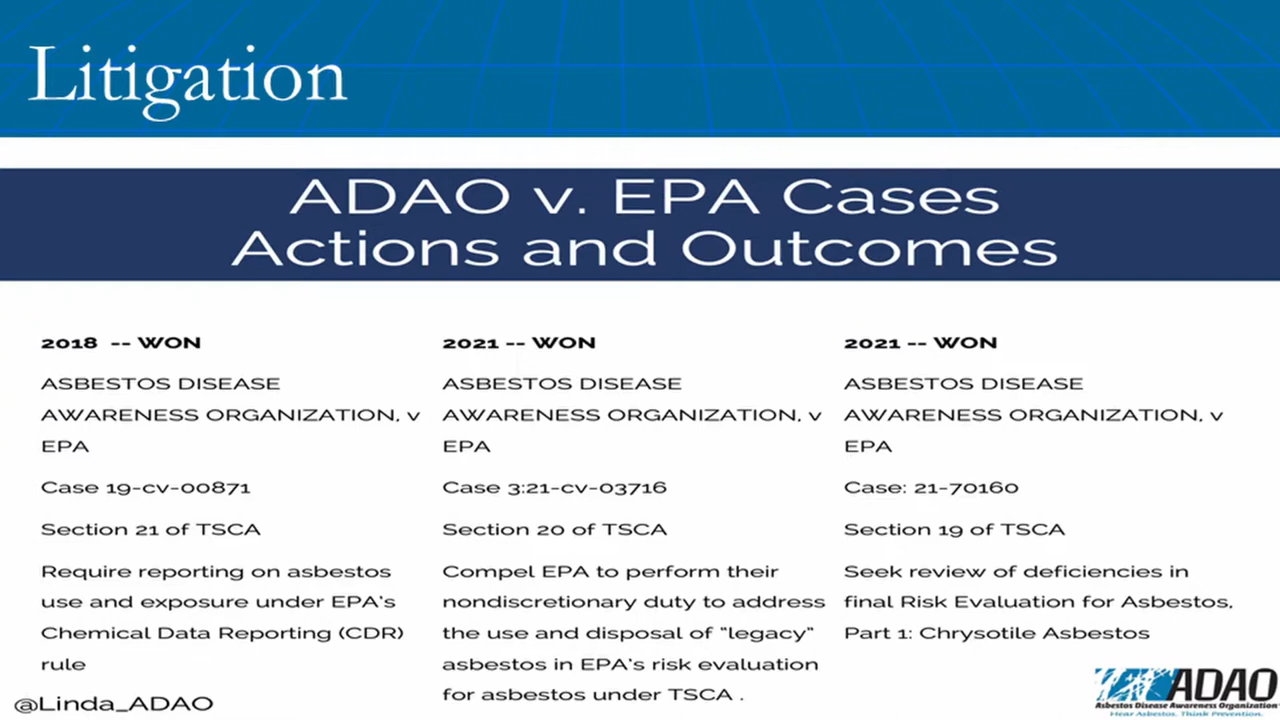 Litigation
ADAO v. EPA Cases
Actions and Outcomes
2018 -- WON
ASBESTOS DISEASE
AWARENESS ORGANIZATION, v
EPA
Case 19-cv-00871
Section 21 of TSCA
Require reporting on asbestos
use and exposure under EPA's
Chemical Data Reporting (CDR)
rule
2021 -- WON
ASBESTOS DISEASE
AWARENESS ORGANIZATION, v
EPA
Case 3:21-cv-03716
Section 20 of TSCA
Compel EPA to perform their
nondiscretionary duty to address
the use and disposal of "legacy"
asbestos in EPA's risk evaluation
for asbestos under TSCA .
2021 -- WON
ASBESTOS DISEASE
AWARENESS ORGANIZATION, v
EPA
Case: 21-70160
Section 19 of TSCA
Seek review of deficiencies in
final Risk Evaluation for Asbestos,
Part 1: Chrysotile Asbestos
@Linda_ADAO
ADAO
Asbestos Disease Awareness Organization
Hear Asbestos. Think Prevention.